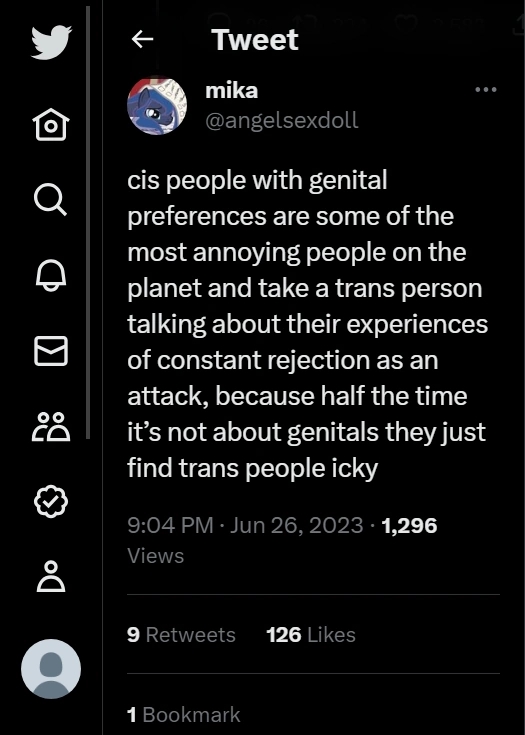 Tweet
mika
@angelsexdoll
cis people with genital
preferences are some of the
most annoying people on the
planet and take a trans person
talking about their experiences
of constant rejection as an
attack, because half the time
it’s not about genitals they just
find trans people icky
9:04 PM · Jun 26, 2023 · 1,296
Views
9 Retweets 126 Likes
1 Bookmark